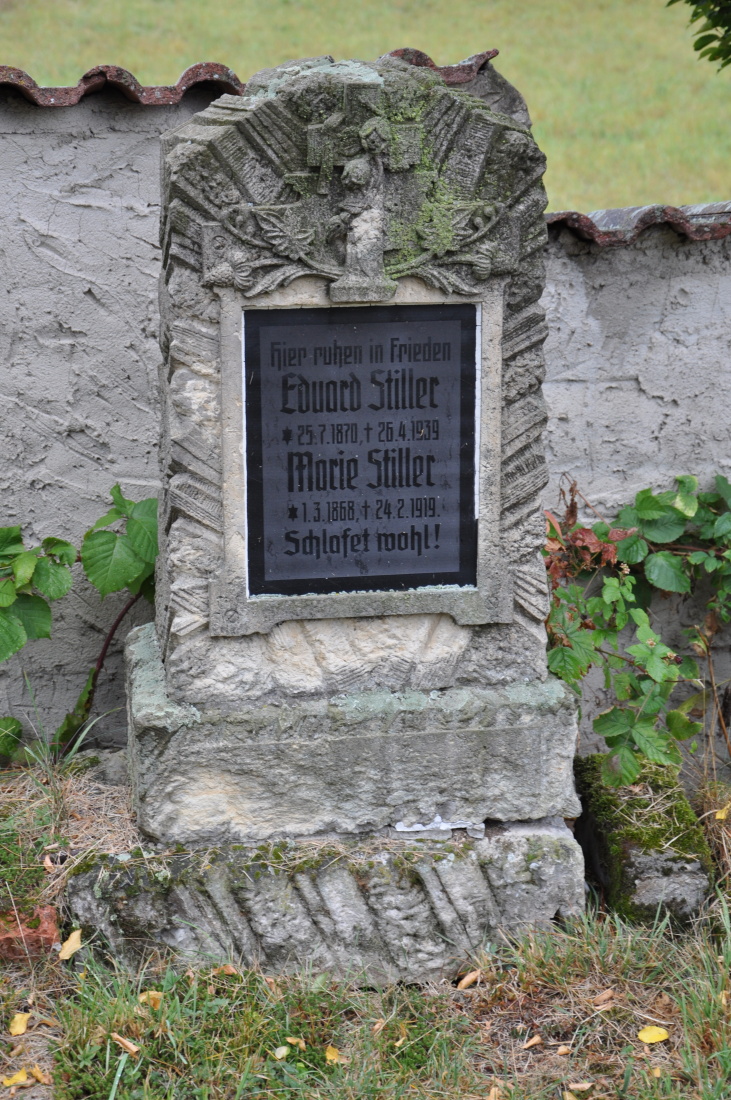 Hier ruhen in Frieden
Eduard Stiller
* 25.7.1870, † 26.4.1939
Marie Stiller
* 1.3.1868, † 24.2.1919.
Schlafet wohl!